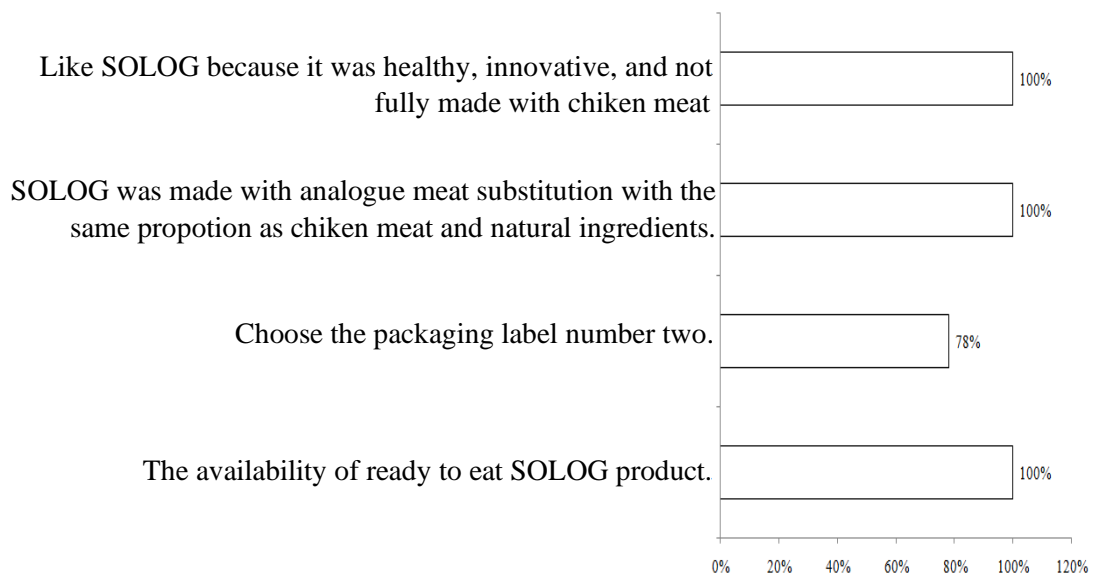 Like SOLOG because it was healthy, innovative, and not
fully made with chiken meat
100%
SOLOG was made with analogue meat substitution with the
same propotion as chiken meat and natural ingredients.
100%
Choose the packaging label number two.
78%
The availability of ready to eat SOLOG product.
100%
0% 20% 40% 60% 80% 100% 120%